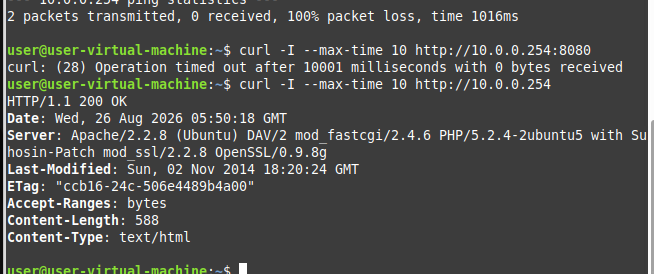 --- 10.0.0.254 ping statistics ---
2 packets transmitted, 0 received, 100% packet loss, time 1016ms
user@user-virtual-machine:~$ curl -I --max-time 10 http://10.0.0.254:8080
curl: (28) Operation timed out after 10001 milliseconds with 0 bytes received
user@user-virtual-machine:~$ curl -I --max-time 10 http://10.0.0.254
HTTP/1.1 200 OK
Date: Wed, 26 Aug 2026 05:50:18 GMT
Server: Apache/2.2.8 (Ubuntu) DAV/2 mod_fastcgi/2.4.6 PHP/5.2.4-2ubuntu5 with Su
hosin-Patch mod_ssl/2.2.8 OpenSSL/0.9.8g
Last-Modified: Sun, 02 Nov 2014 18:20:24 GMT
ETag: "ccb16-24c-506e4489b4a00"
Accept-Ranges: bytes
Content-Length: 588
Content-Type: text/html
user@user-virtual-machine:~$